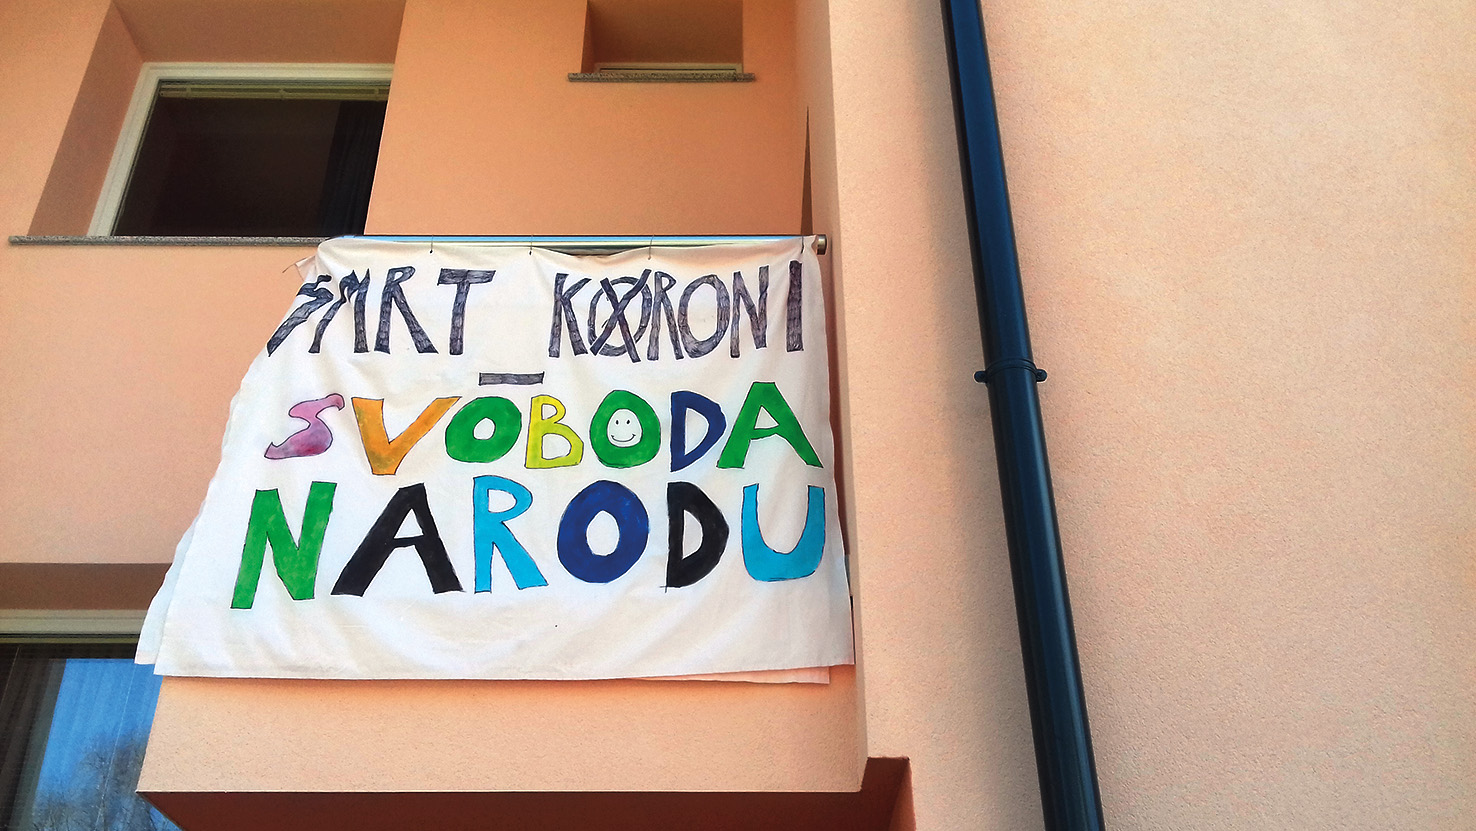 SMRT KORONI
–
SVOBODA
NARODU